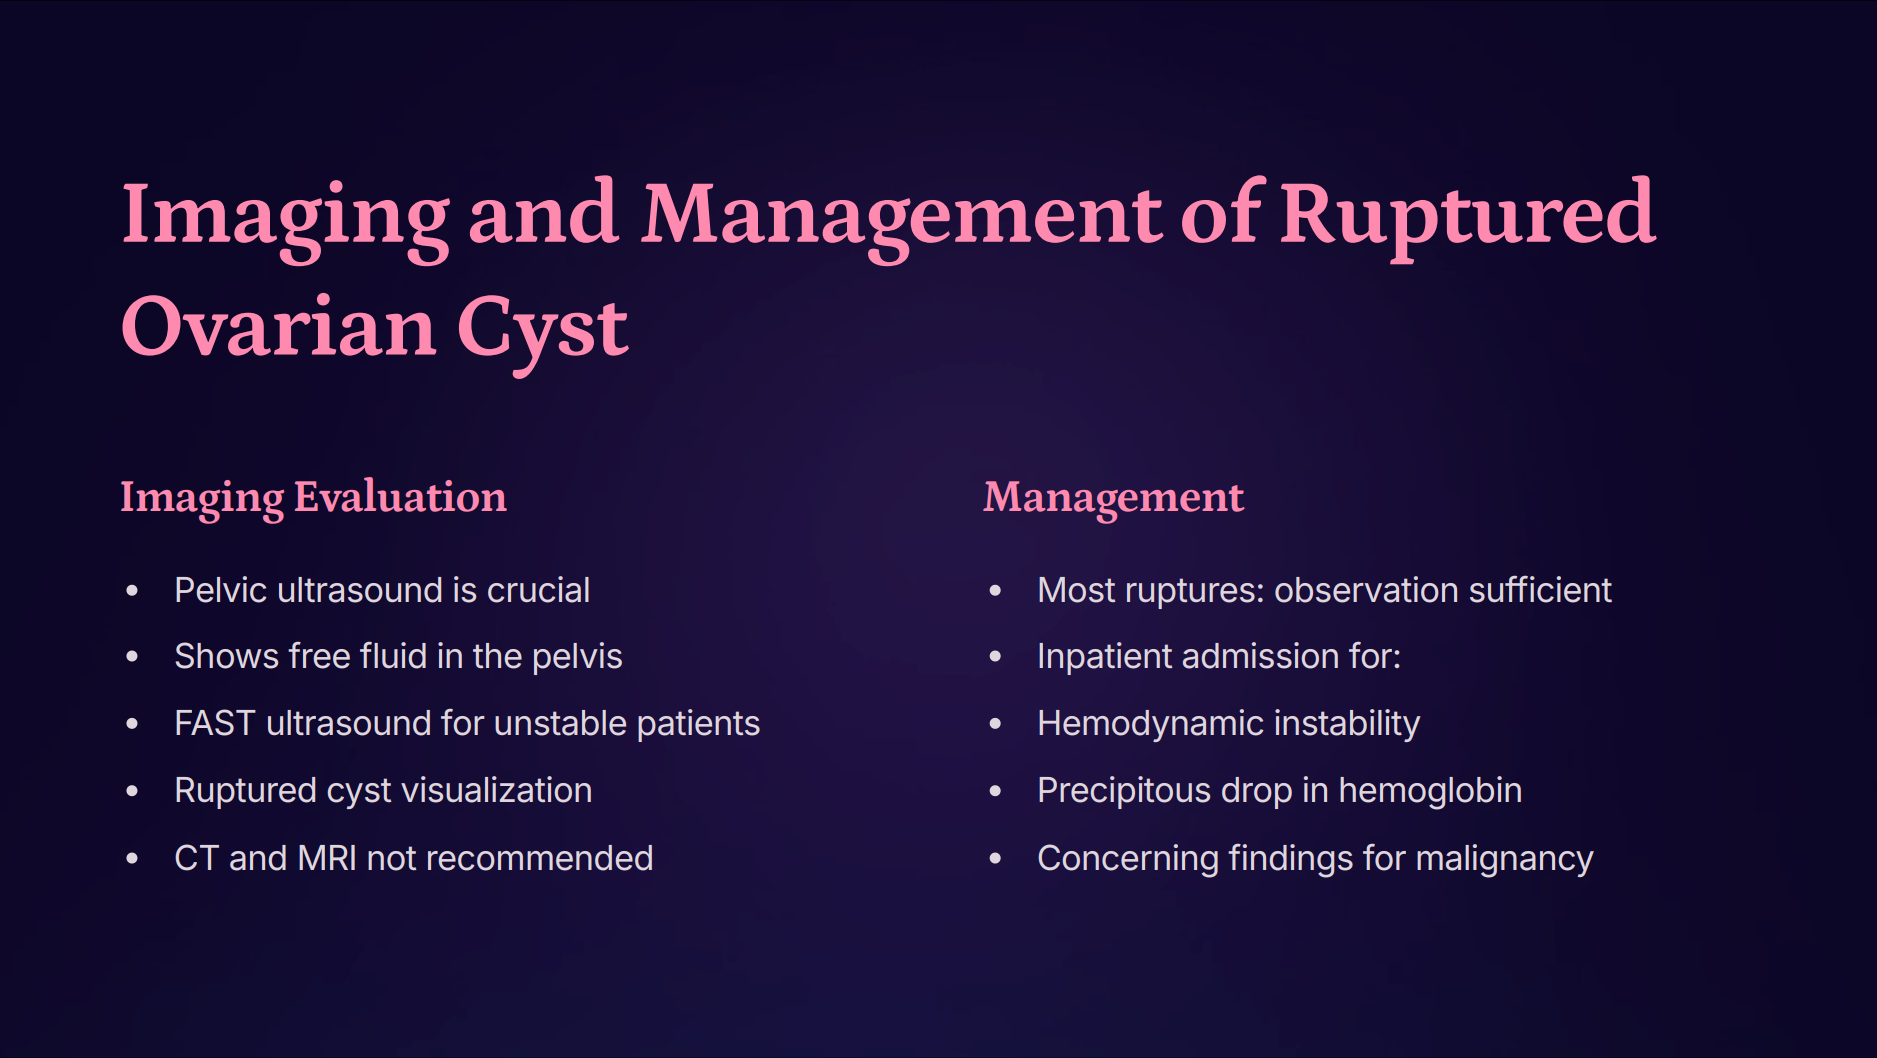 Imaging and Management of Ruptured
Ovarian Cyst
Imaging Evaluation
• Pelvic ultrasound is crucial
• Shows free fluid in the pelvis
• FAST ultrasound for unstable patients
• Ruptured cyst visualization
• CT and MRI not recommended
Management
• Most ruptures: observation sufficient
• Inpatient admission for:
• Hemodynamic instability
• Precipitous drop in hemoglobin
• Concerning findings for malignancy